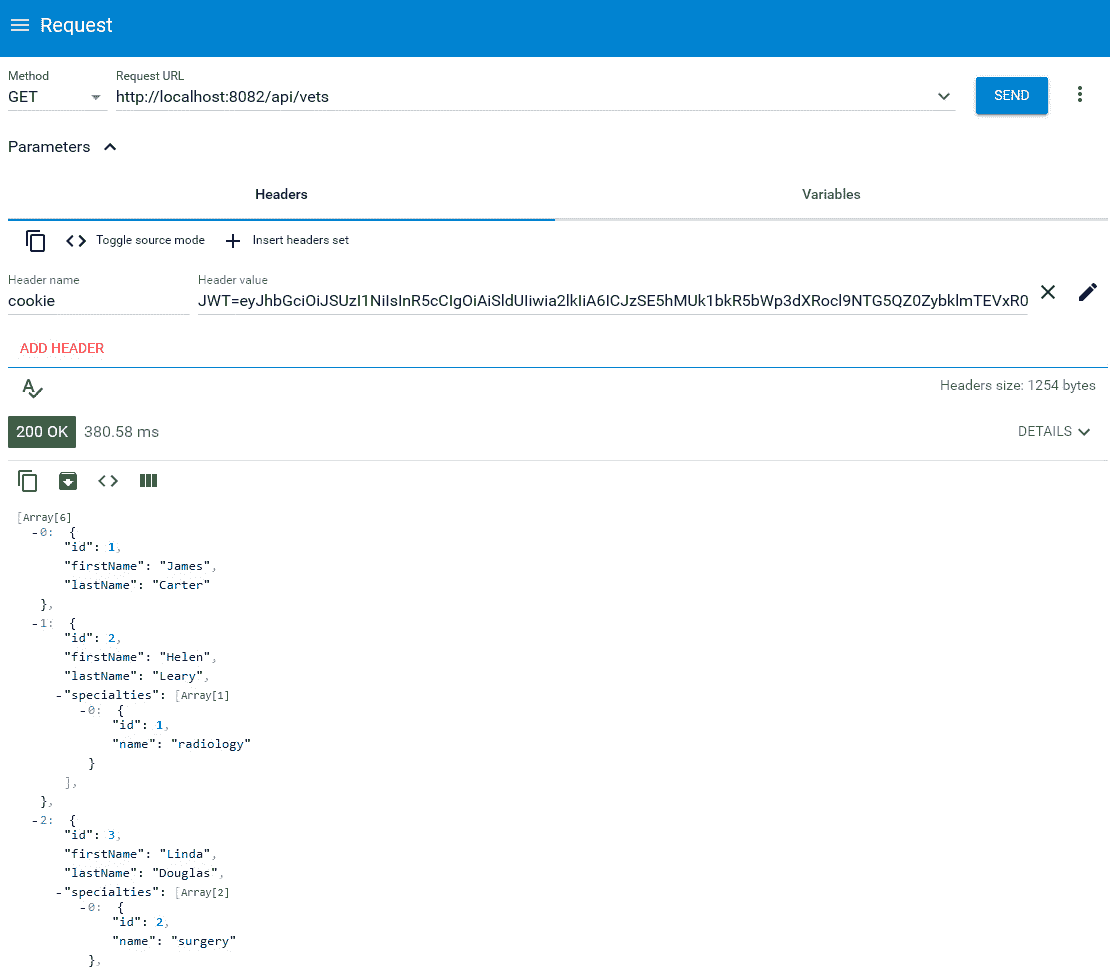 Request
Method
Request URL
GET
http://localhost:8082/api/vets
SEND
Parameters
Headers
Variables
Toggle source mode
Insert headers set
Header name
Header value
cookie
JWT=eyJhbGciOiJSUzI1NiIsInR5cCIgOiAiSldUIiwia2lkIiA6ICJzSE5hMUk1bkR5bWp3dXRocl9NTG5QZ0ZybklmTEVxR0
ADD HEADER
Headers size: 1254 bytes
200 OK
380.58 ms
DETAILS
[Array[6]
-0: {
"id": 1,
"firstName": "James",
"lastName": "Carter"
},
-1: {
"id": 2,
"firstName": "Helen",
"lastName": "Leary",
-"specialties": [Array[1]
-0: {
"id": 1,
"name": "radiology"
}
],
},
-2: {
"id": 3,
"firstName": "Linda",
"lastName": "Douglas",
-"specialties": [Array[2]
-0: {
"id": 2,
"name": "surgery"
},